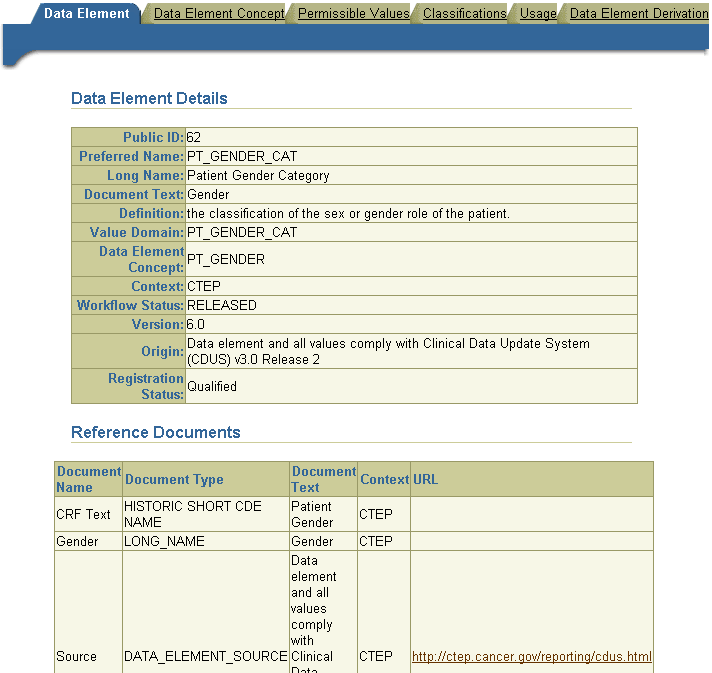 Data Element Data Element Concept Permissible Values Classifications Usage Data Element Derivation
Data Element Details
Public ID: 62
Preferred Name: PT_GENDER_CAT
Long Name: Patient Gender Category
Document Text: Gender
Definition: the classification of the sex or gender role of the patient.
Value Domain: PT_GENDER_CAT
Data Element
Concept: PT_GENDER
Context: CTEP
Workflow Status: RELEASED
Version: 6.0
Origin: Data element and all values comply with Clinical Data Update System
(CDUS) v3.0 Release 2
Registration
Status: Qualified
Reference Documents
Document
Name
Document Type
Document
Text
Context
URL
CRF Text
HISTORIC SHORT CDE
NAME
Patient
Gender
CTEP
Gender LONG_NAME Gender CTEP
Source
DATA_ELEMENT_SOURCE
Data
element
and all
values
comply
with
Clinical
Data
CTEP
http://ctep.cancer.gov/reporting/cdus.html